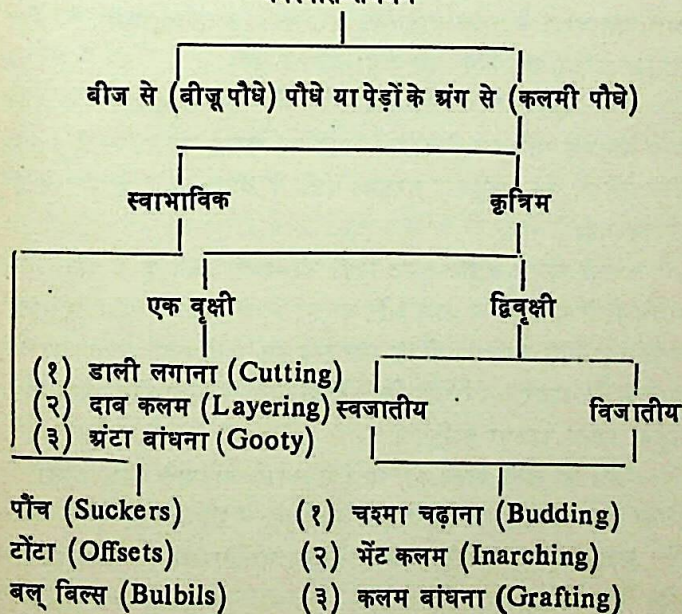 बीज से (बीजू पौधे) पौधे या पेड़ों के अंग से (कलमी पौधे)
स्वाभाविक कृत्रिम
एक वृक्षी द्विवृक्षी
(१) डाली लगाना (Cutting)
(२) दाव कलम (Layering) स्वजातीय विजातीय
(३) अंटा बांधना (Gooty)
पौंच (Suckers) (१) चश्मा चढ़ाना (Budding)
टोंटा (Offsets) (२) भेंट कलम (Inarching)
बल् बिल्स (Bulbils) (३) कलम बांधना (Grafting)